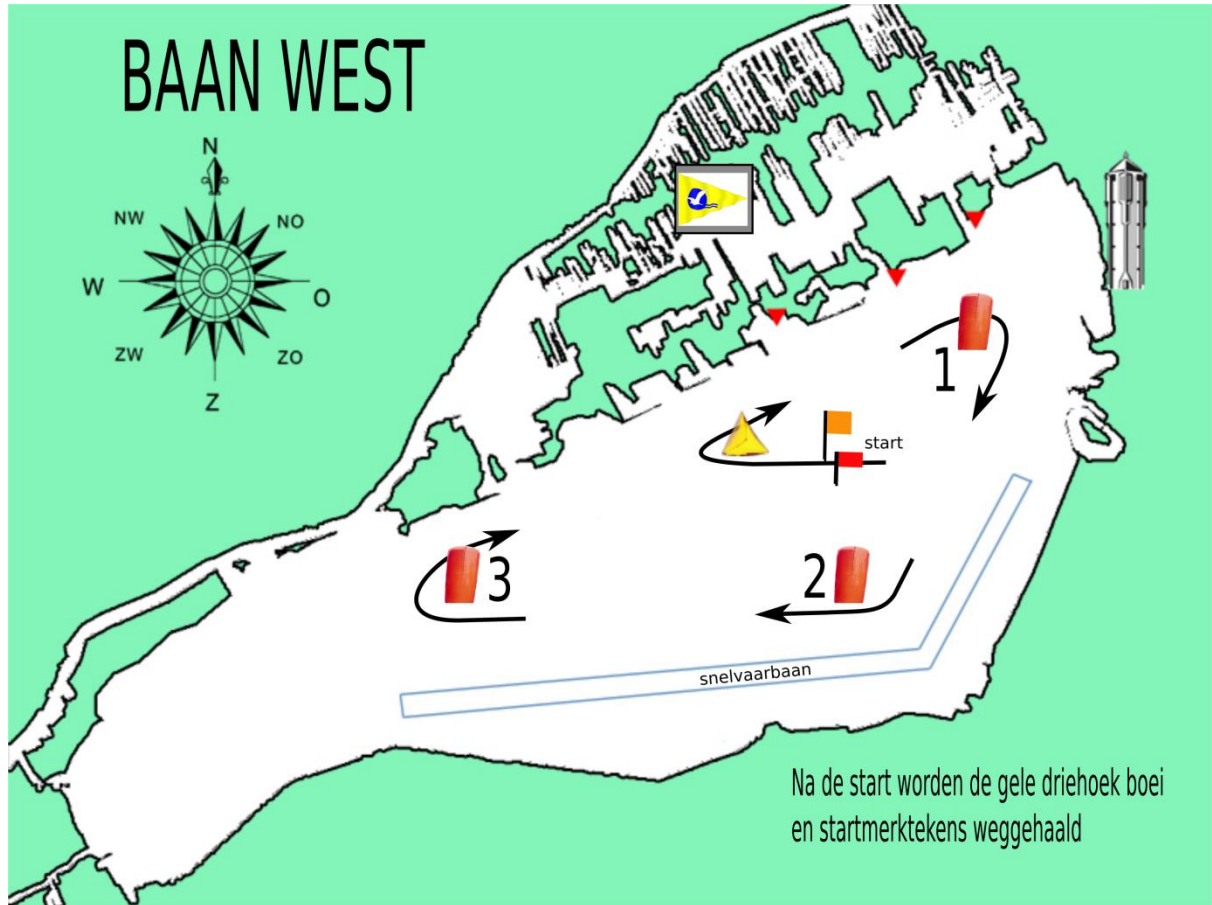 BAAN WEST
N
NW
NO
W
O
ZW
ZO
Z
1
start
3
2
snelvaarbaan
Na de start worden de gele driehoek boei
en startmerktekens weggehaald